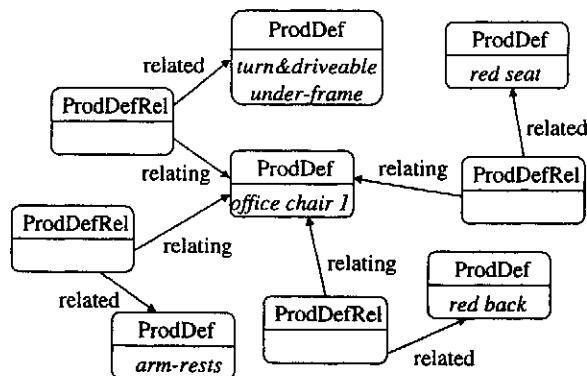 ProdDef
turn&driveable
under-frame
ProdDef
red seat
related
ProdDefRel
related
relating
ProdDef
office chair 1
relating
ProdDefRel
ProdDefRel
relating
relating
related
ProdDef
arm-rests
ProdDefRel
ProdDef
red back
related